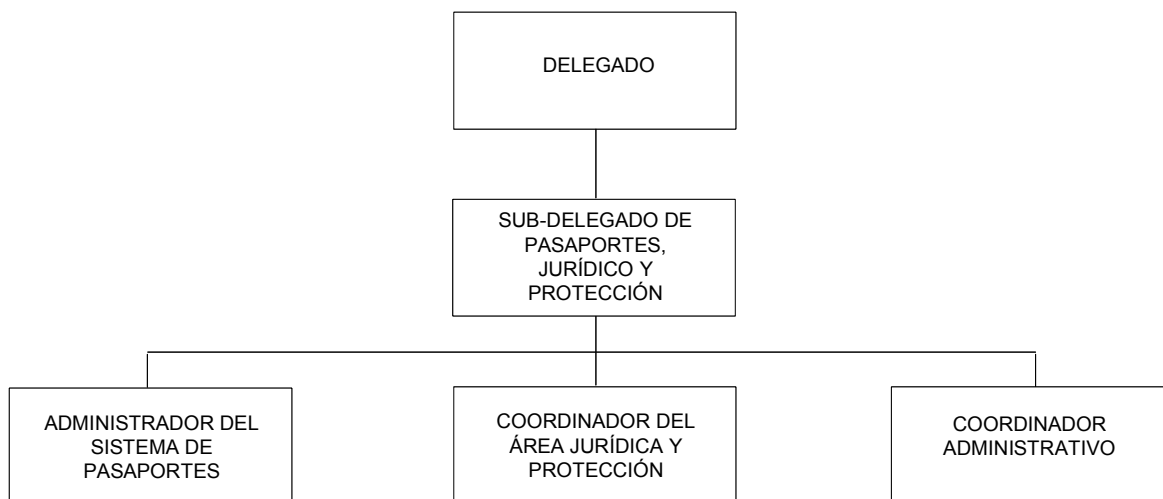 DELEGADO
SUB-DELEGADO DE
PASAPORTES,
JURÍDICO Y
PROTECCIÓN
ADMINISTRADOR DEL
SISTEMA DE
PASAPORTES
COORDINADOR DEL
ÁREA JURÍDICA Y
PROTECCIÓN
COORDINADOR
ADMINISTRATIVO